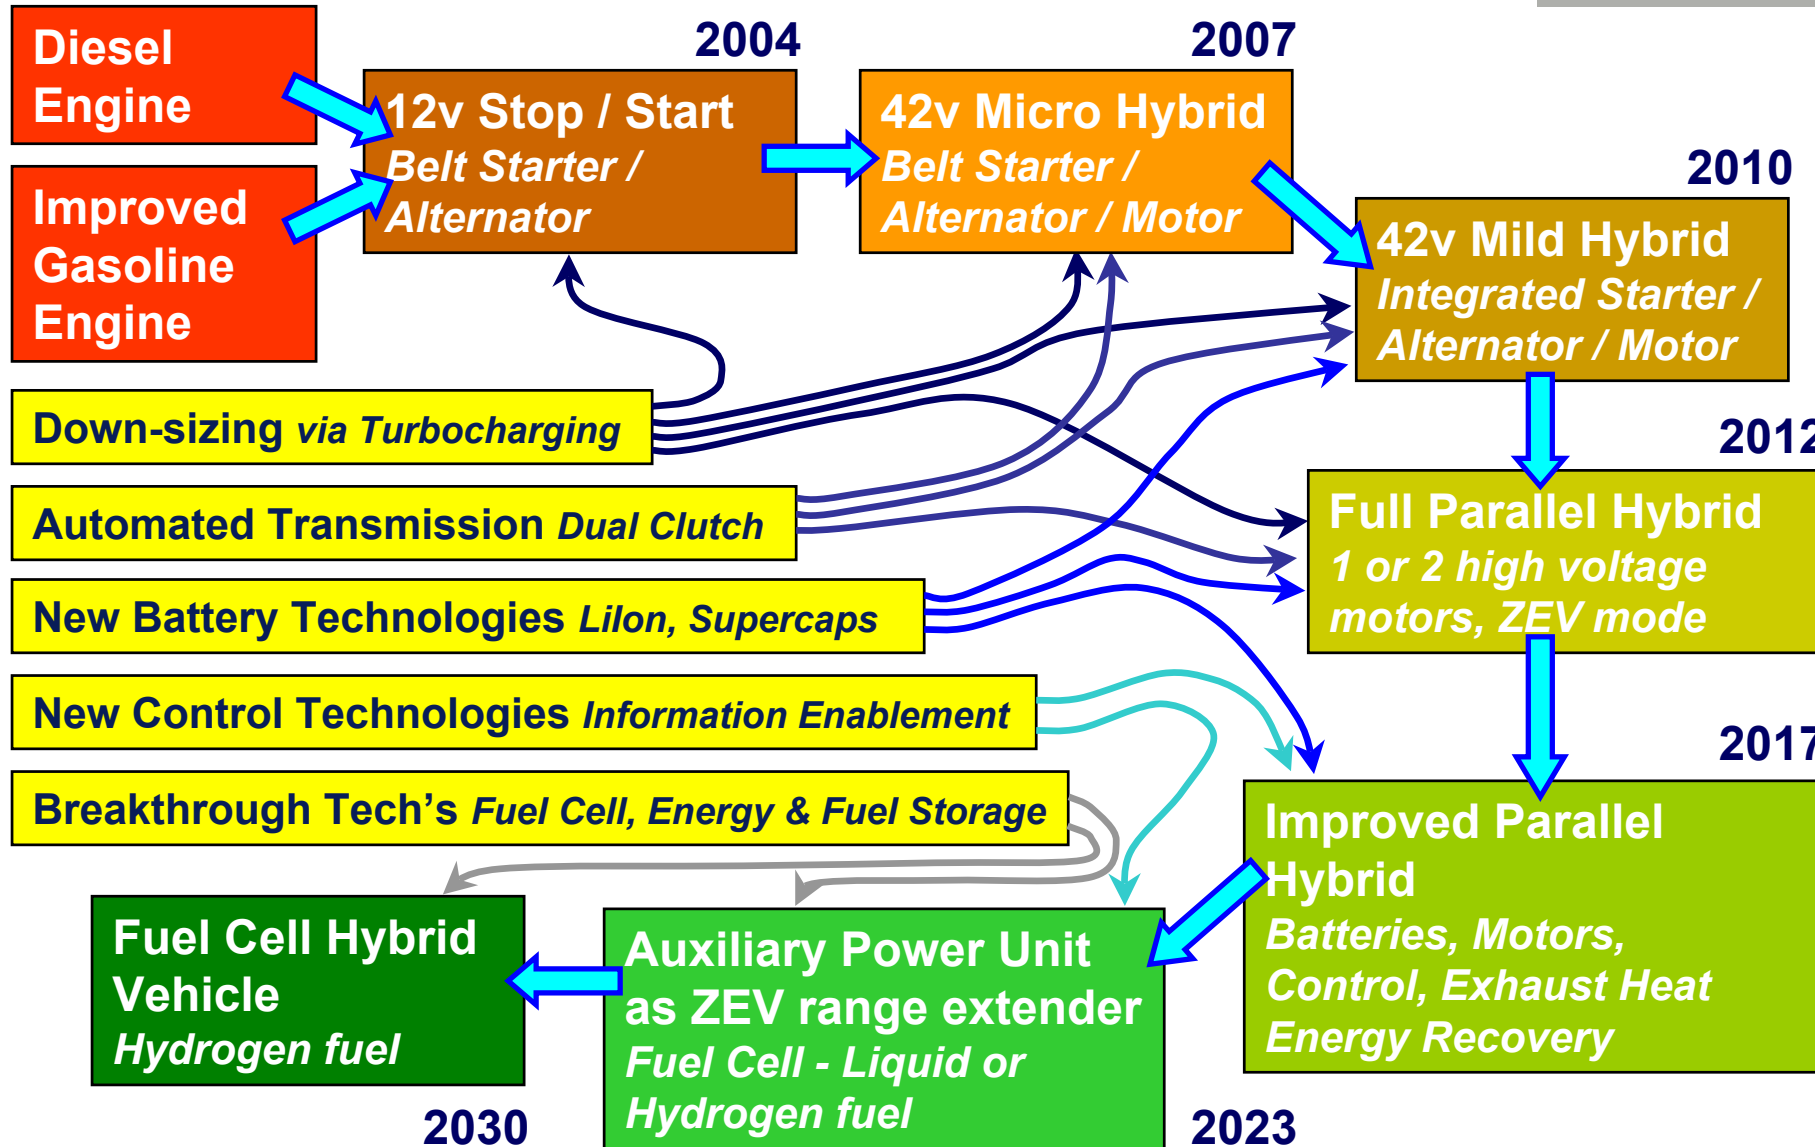 Diesel
Engine
2004
12v Stop / Start
Belt Starter /
Alternator
2007
42v Micro Hybrid
Belt Starter /
Alternator / Motor
Improved
Gasoline
Engine
2010
42v Mild Hybrid
Integrated Starter /
Alternator / Motor
Down-sizing via Turbocharging
2012
Full Parallel Hybrid
1 or 2 high voltage
motors, ZEV mode
Automated Transmission Dual Clutch
New Battery Technologies LiIon, Supercaps
New Control Technologies Information Enablement
Breakthrough Tech's Fuel Cell, Energy & Fuel Storage
2017
Improved Parallel
Hybrid
Batteries, Motors,
Control, Exhaust Heat
Energy Recovery
Fuel Cell Hybrid
Vehicle
Hydrogen fuel
2030
Auxiliary Power Unit
as ZEV range extender
Fuel Cell - Liquid or
Hydrogen fuel
2023